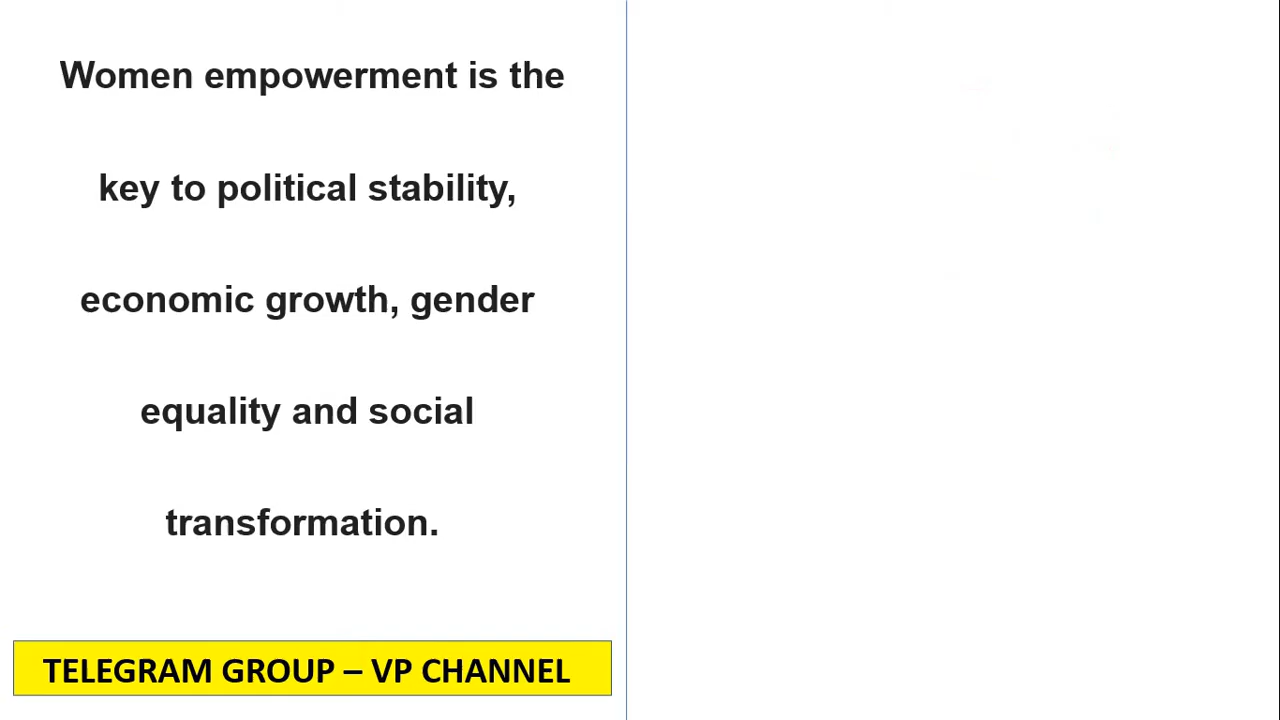 Women empowerment is the
key to political stability,
economic growth, gender
equality and social
transformation.
TELEGRAM GROUP – VP CHANNEL